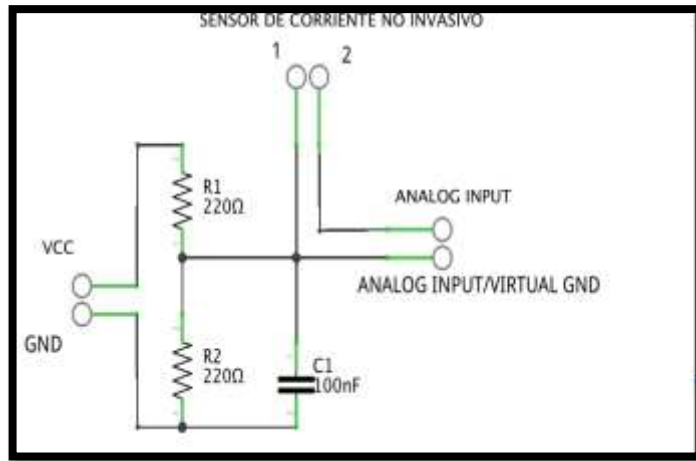 SENSOR DE CORRIENTE NO INVASIVO
1 2
R1
220Ω
ANALOG INPUT
VCC
ANALOG INPUT/VIRTUAL GND
GND
R2
220Ω
C1
100nF